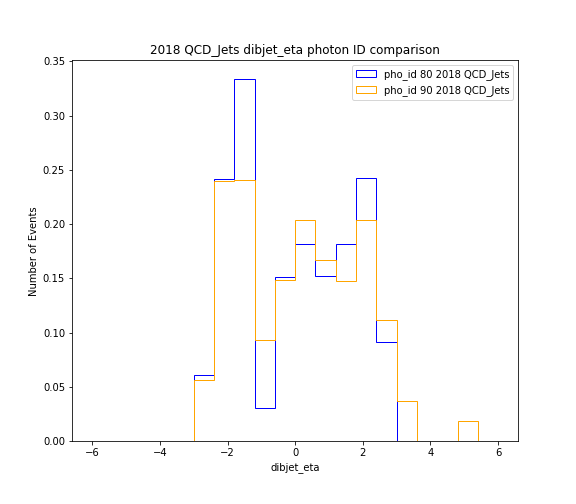 2018 QCD_Jets dibjet_eta photon ID comparison
pho_id 80 2018 QCD_Jets
pho_id 90 2018 QCD_Jets
Number of Events
0.35
0.30
0.25
0.20
0.15
0.10
0.05
0.00
−6 −4 −2 0 2 4 6
dibjet_eta